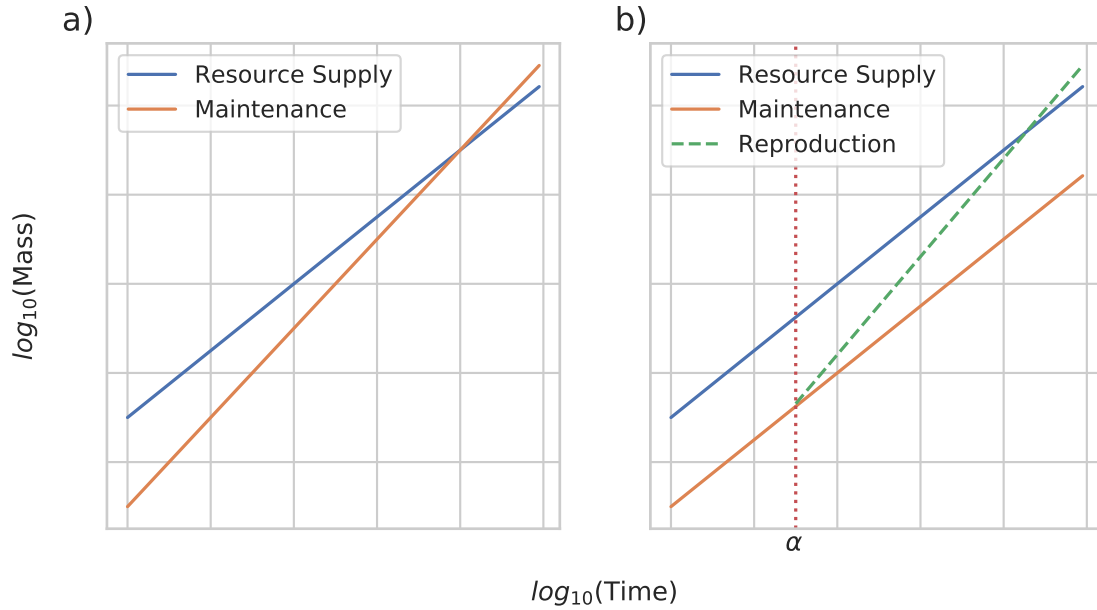 a)
b)
Resource Supply
Maintenance
Resource Supply
Maintenance
Reproduction
log10(Mass)
α
log10(Time)